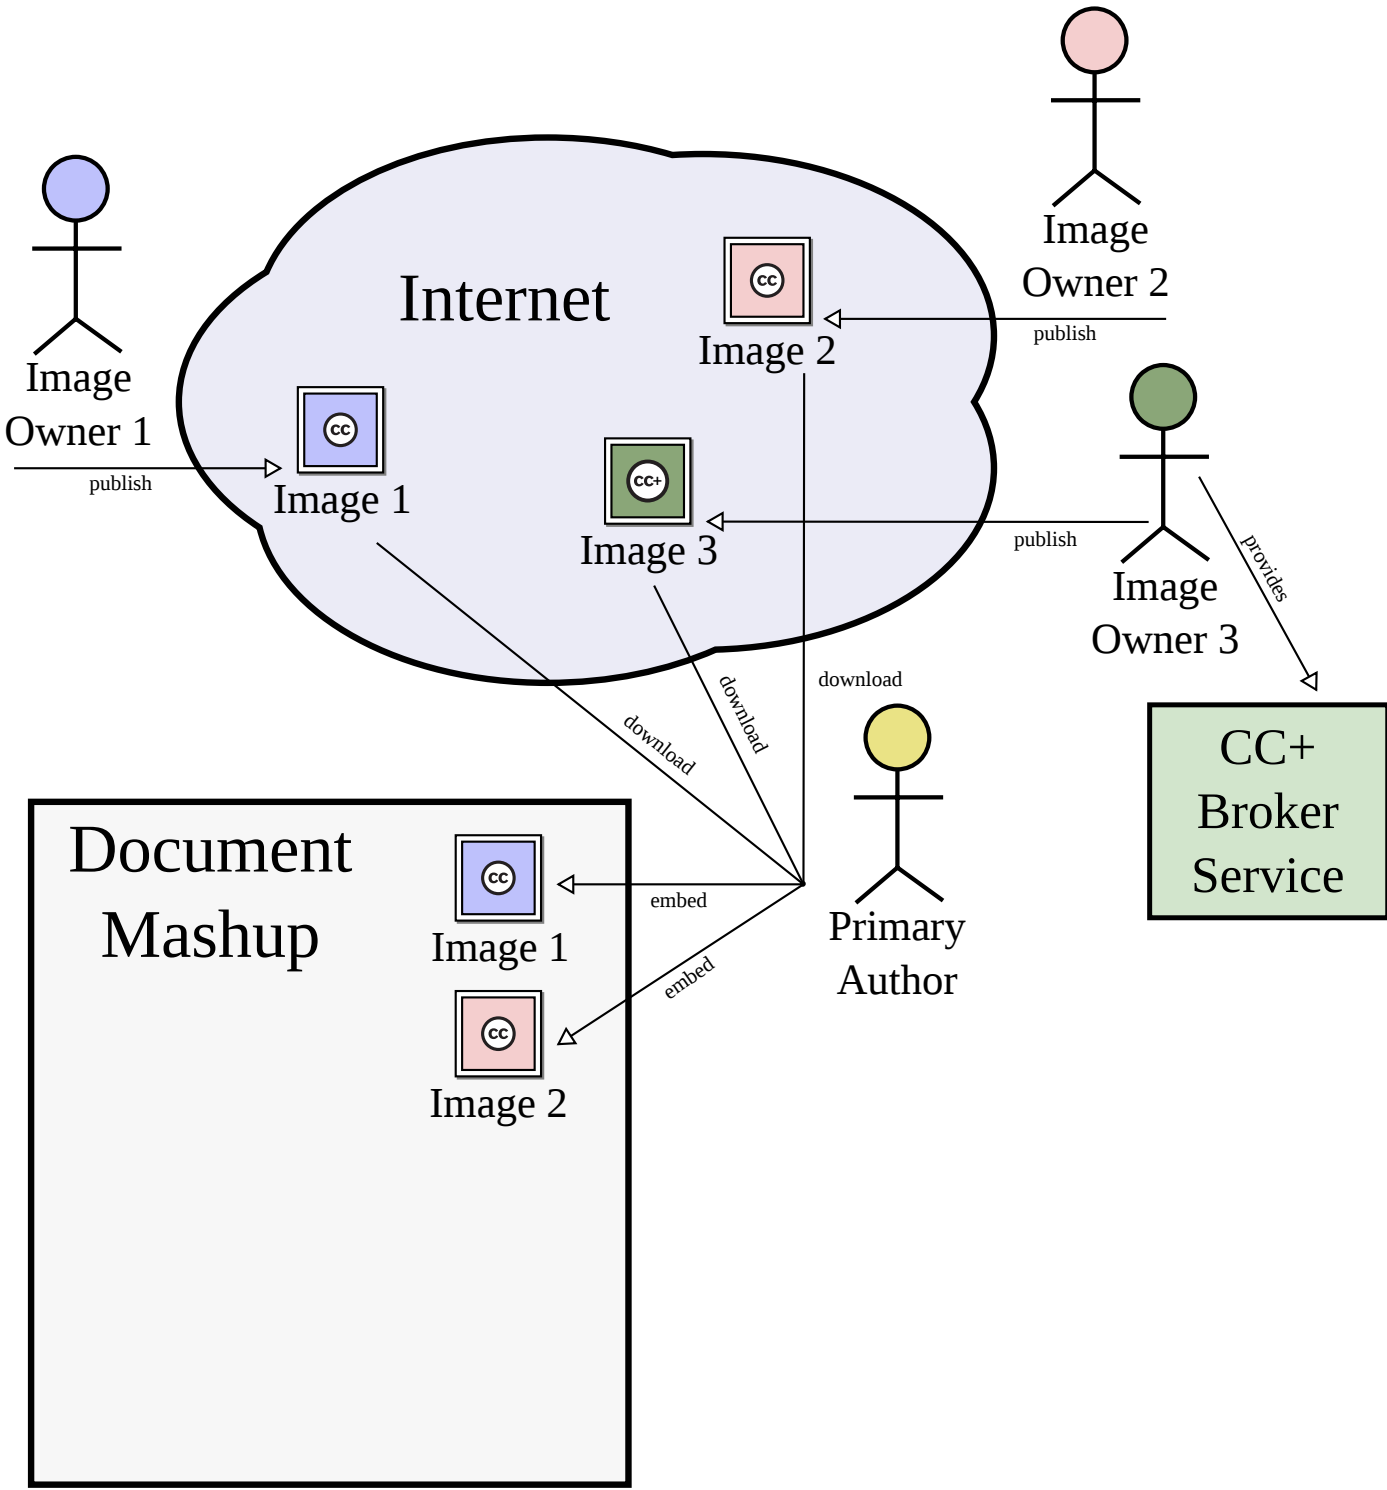 Image
Owner 2
publish
Image
Owner 1
publish
Internet
CC
Image 2
CC
Image 1
CC+
Image 3
publish
Image
Owner 3
provides
download
download
download
CC+
Broker
Service
Primary
Author
Document
Mashup
CC
Image 1
embed
CC
Image 2
embed